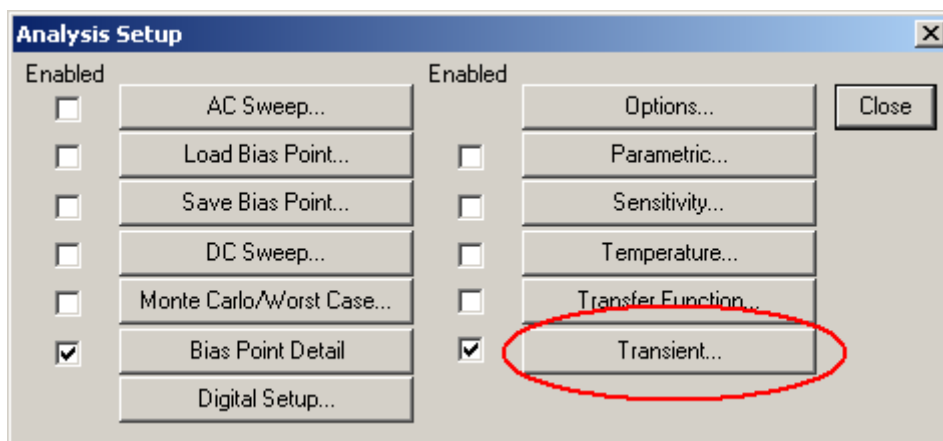 Analysis Setup
Enabled
Enabled
AC Sweep...
Options...
Close
Load Bias Point...
Parametric...
Save Bias Point...
Sensitivity...
DC Sweep...
Temperature...
Monte Carlo/Worst Case...
Transfer Function...
Bias Point Detail
Transient...
Digital Setup...